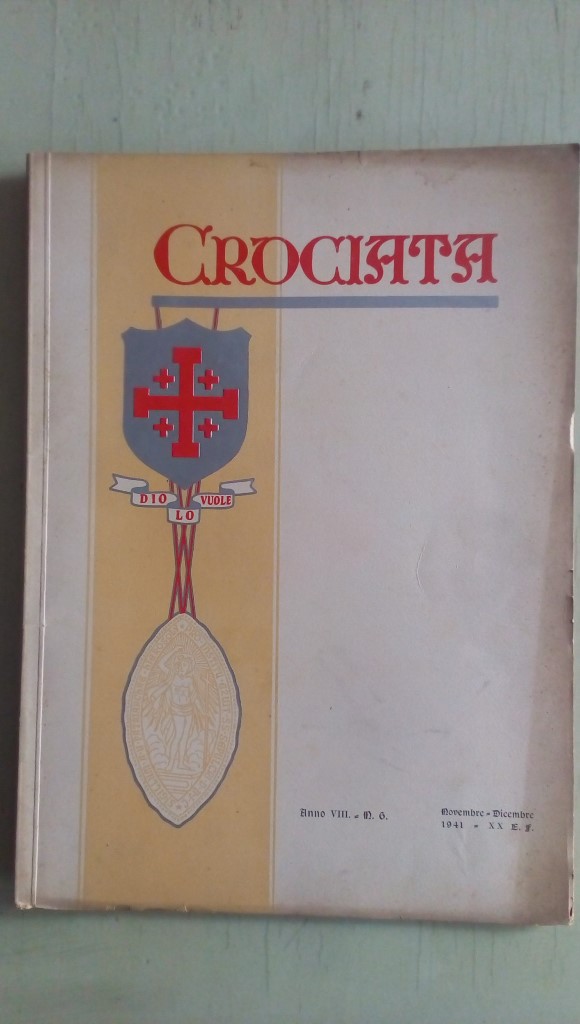 CROCIATA
DIO LO VUOLE
Anno VIII. - N. 6.
Novembre - Dicembre
1941 - XX E. F.